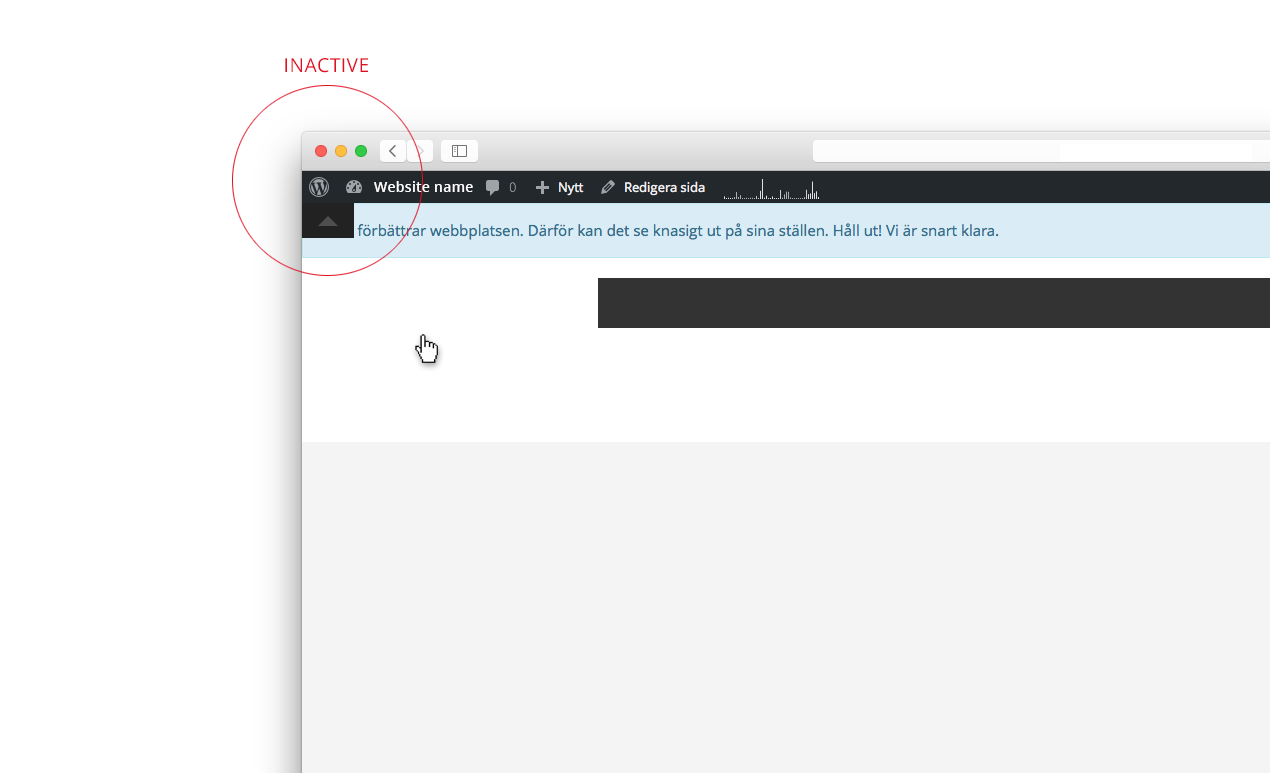 INACTIVE
Website name 0 Nytt Redigera sida
förbättrar webbplatsen. Därför kan det se knasigt ut på sina ställen. Håll ut! Vi är snart klara.